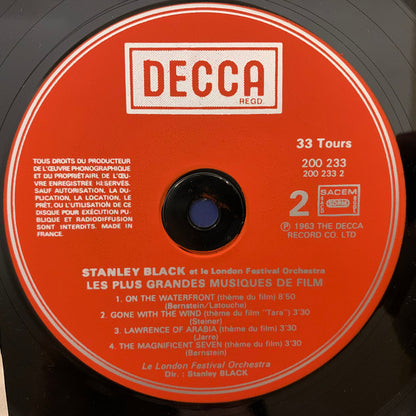 DECCA
REGD.
33 Tours
200 233
200 233 2
TOUS DROITS DU PRODUCTEUR
DE L'ŒUVRE PHONOGRAPHIQUE
ET DU PROPRIÉTAIRE DE L'ŒU-
VRE ENREGISTRÉE RÉSERVÉS.
SAUF AUTORISATION, LA DU-
PLICATION, LA LOCATION, LE
PRÊT, OU L'UTILISATION DE CE
DISQUE POUR EXÉCUTION PU-
BLIQUE ET RADIODIFFUSION
SONT INTERDITS. MADE IN
FRANCE.
2
SACEM
SDRM
℗ 1963 THE DECCA
RECORD CO. LTD
STANLEY BLACK et le London Festival Orchestra
LES PLUS GRANDES MUSIQUES DE FILM
1. ON THE WATERFRONT (thème du film) 8'50
(Bernstein/Latouche)
2. GONE WITH THE WIND (thème du film "Tara") 3'30
(Steiner)
3. LAWRENCE OF ARABIA (thème du film) 3'30
(Jarre)
4. THE MAGNIFICENT SEVEN (thème du film) 3'30
(Bernstein)
Le London Festival Orchestra
Dir. : Stanley BLACK